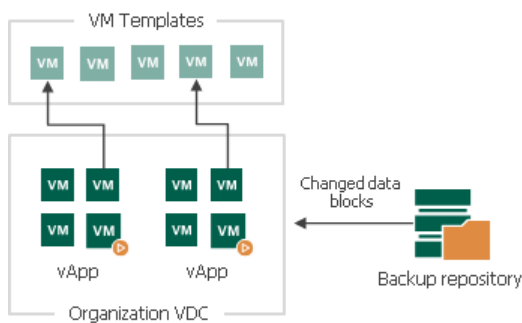 VM Templates
VM VM VM VM VM
VM VM VM VM
Changed data
blocks
VM VM VM VM
vApp vApp
Backup repository
Organization VDC